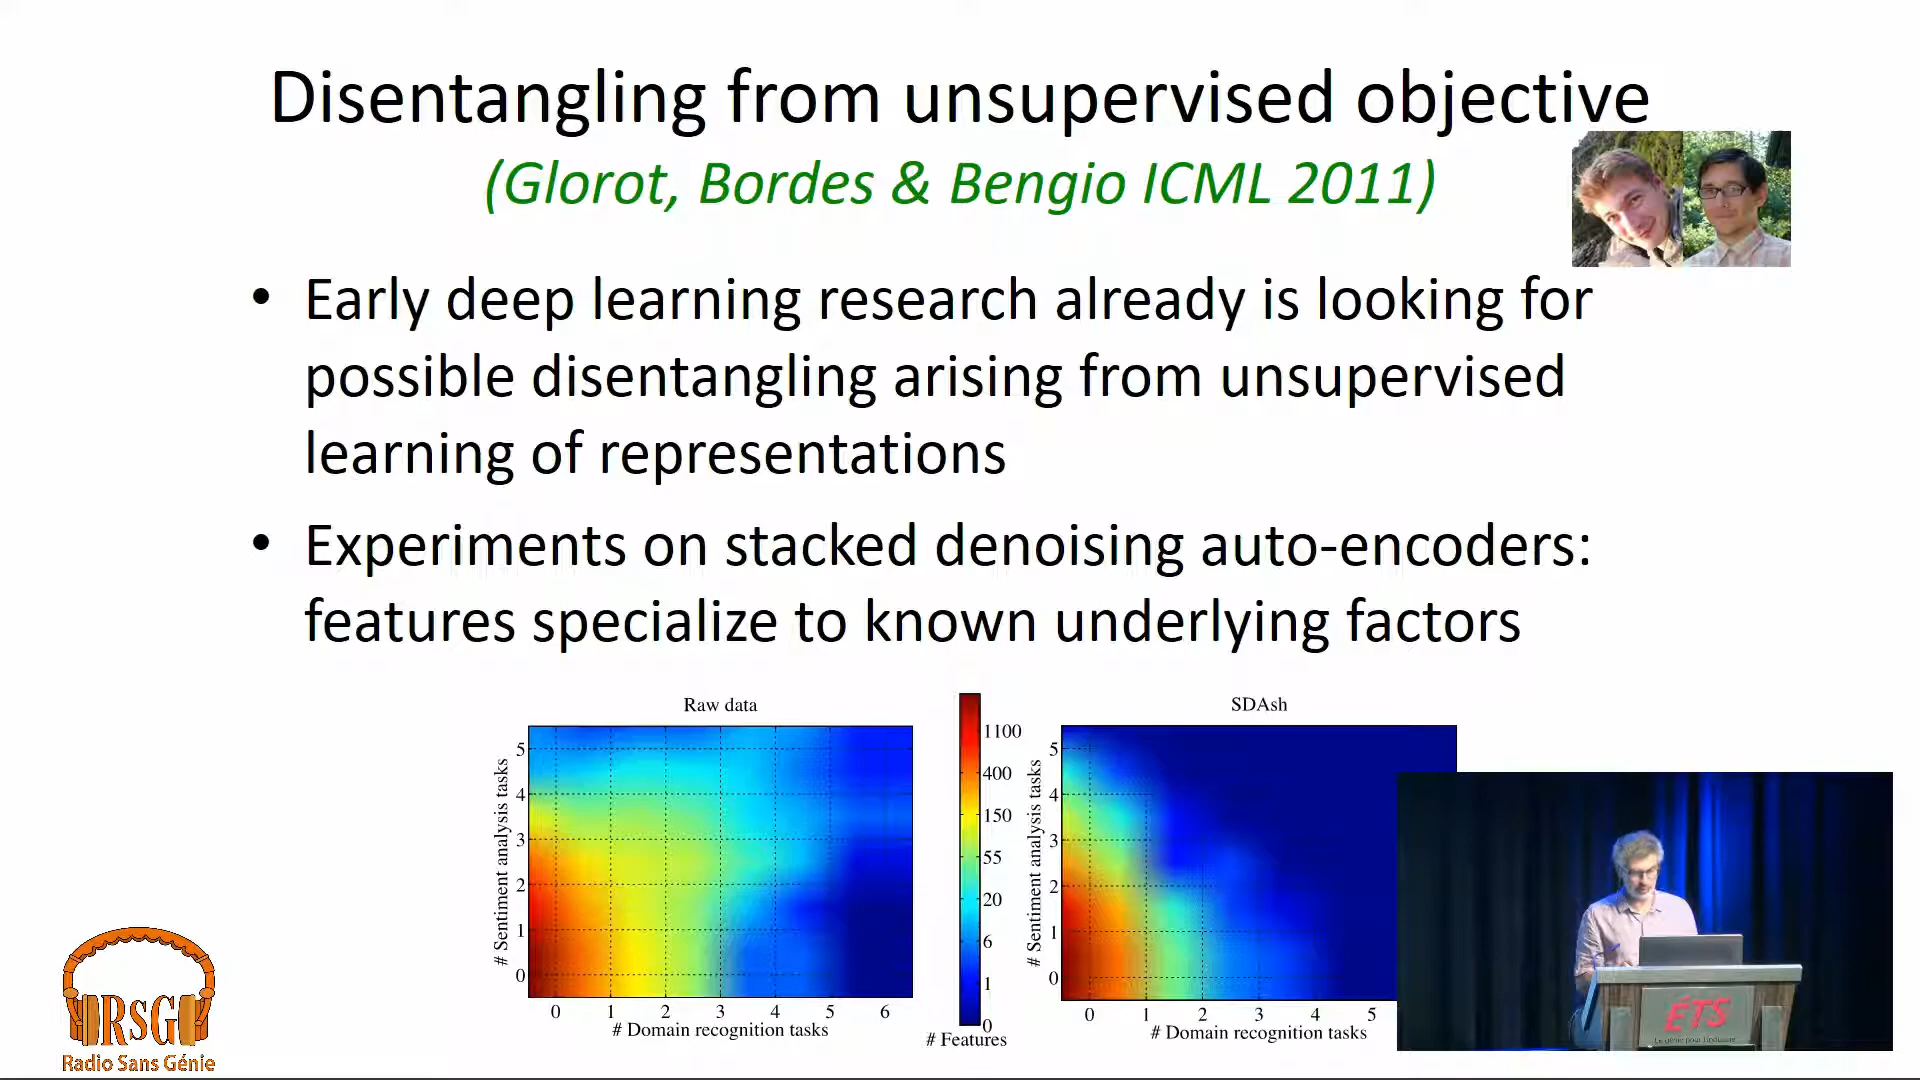 Disentangling from unsupervised objective
(Glorot, Bordes & Bengio ICML 2011)
• Early deep learning research already is looking for
possible disentangling arising from unsupervised
learning of representations
• Experiments on stacked denoising auto-encoders:
features specialize to known underlying factors
Raw data
# Sentiment analysis tasks
5
4
3
2
1
0
0 1 2 3 4 5 6
# Domain recognition tasks
1100
400
150
55
20
6
1
0
# Features
SDAsh
# Sentiment analysis tasks
5
4
3
2
1
0
0 1 2 3 4 5
# Domain recognition tasks
RSG
Radio Sans Génie
ÉTS
Le génie pour l'industrie